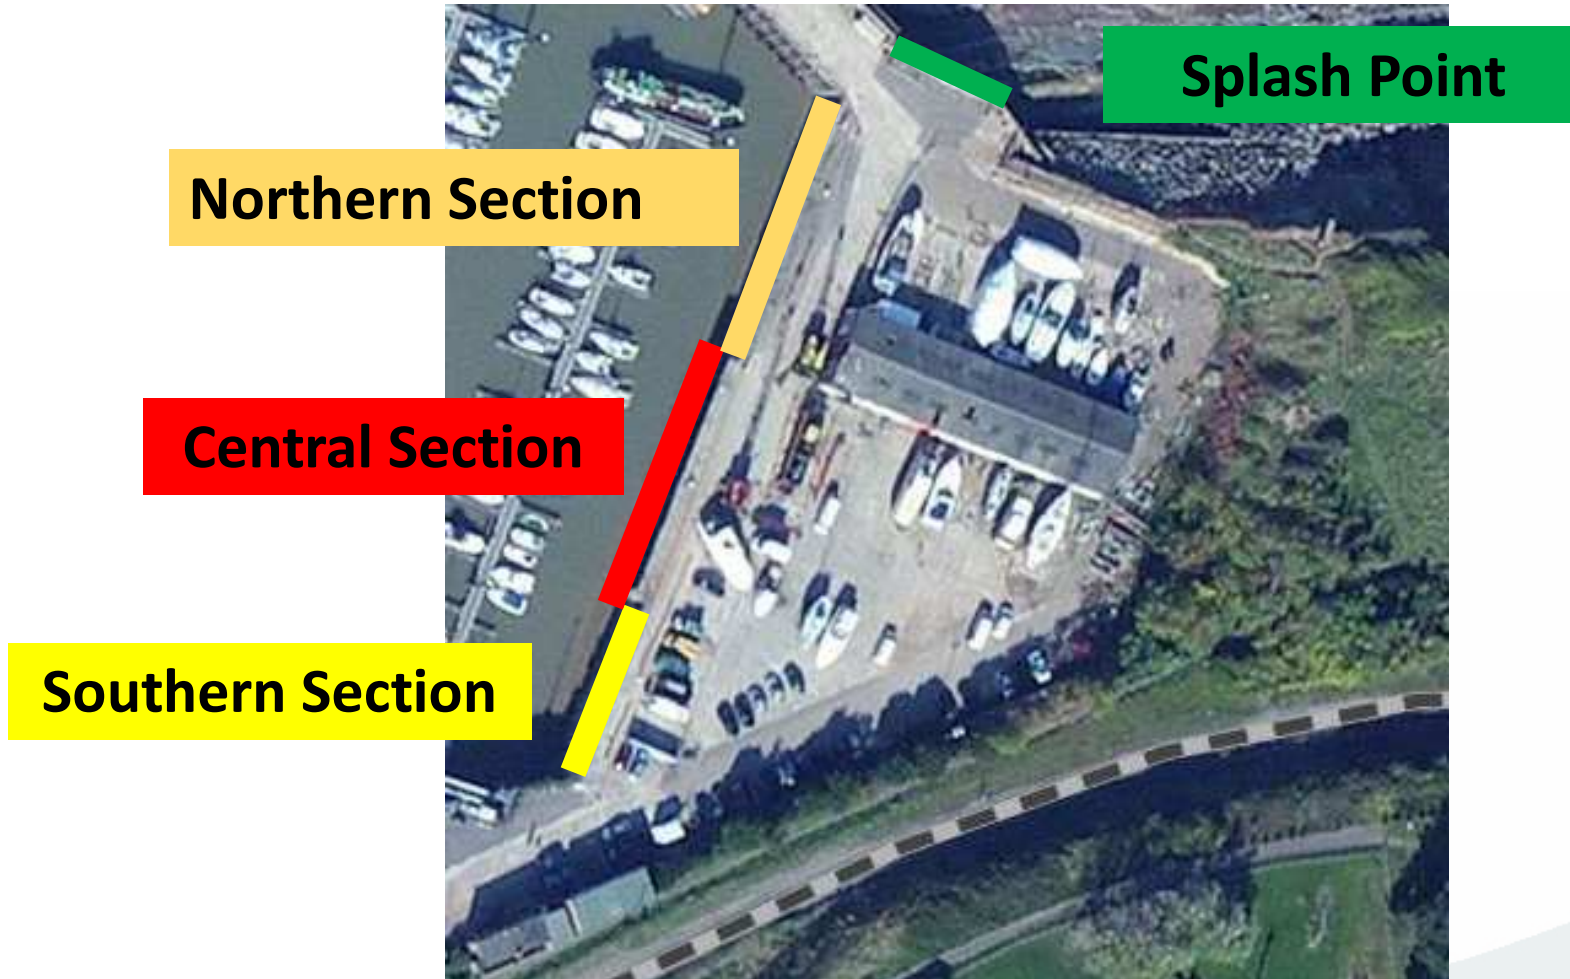 Splash Point
Northern Section
Central Section
Southern Section